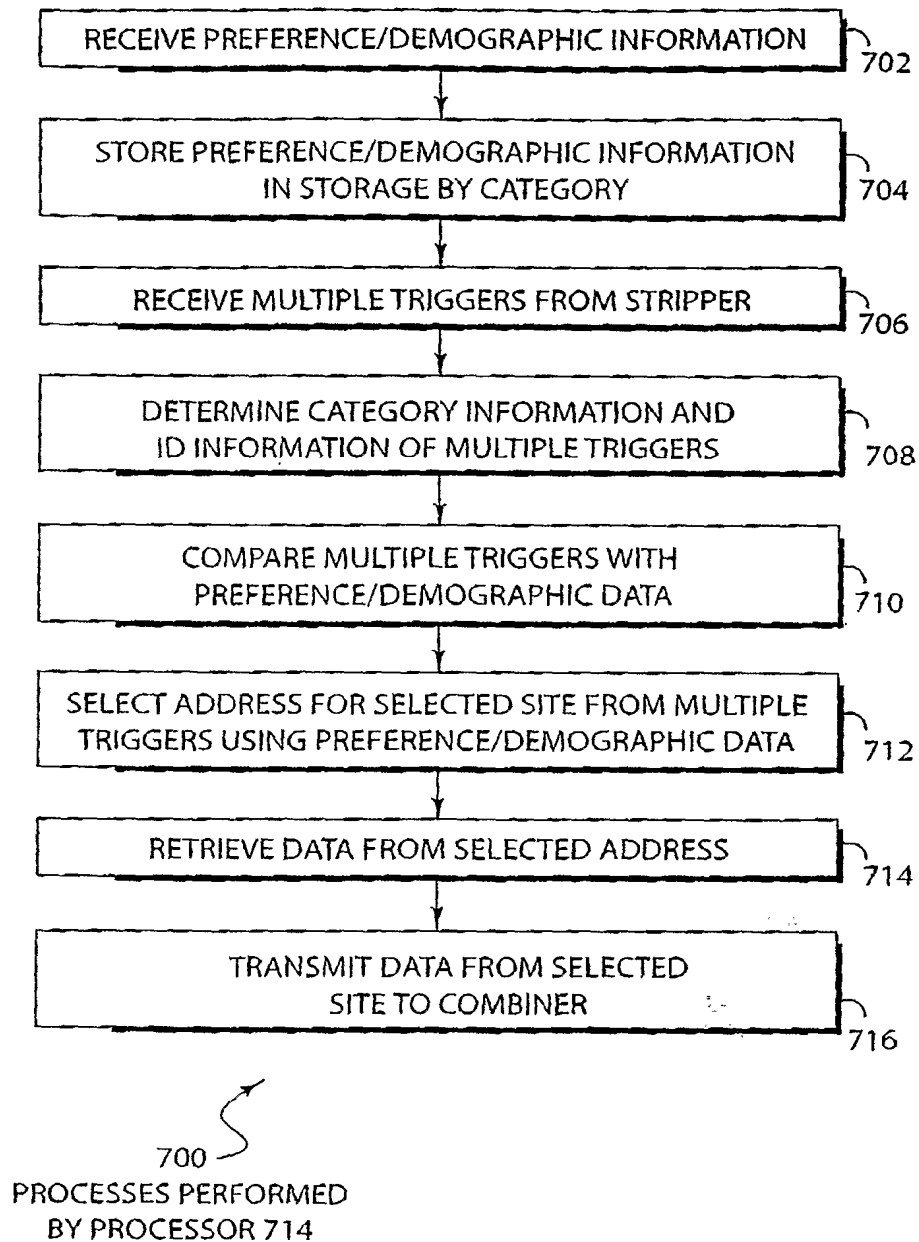 RECEIVE PREFERENCE/DEMOGRAPHIC INFORMATION
702
STORE PREFERENCE/DEMOGRAPHIC INFORMATION
IN STORAGE BY CATEGORY
704
RECEIVE MULTIPLE TRIGGERS FROM STRIPPER
706
DETERMINE CATEGORY INFORMATION AND
ID INFORMATION OF MULTIPLE TRIGGERS
708
COMPARE MULTIPLE TRIGGERS WITH
PREFERENCE/DEMOGRAPHIC DATA
710
SELECT ADDRESS FOR SELECTED SITE FROM MULTIPLE
TRIGGERS USING PREFERENCE/DEMOGRAPHIC DATA
712
RETRIEVE DATA FROM SELECTED ADDRESS
714
TRANSMIT DATA FROM SELECTED
SITE TO COMBINER
716
700
PROCESSES PERFORMED
BY PROCESSOR 714